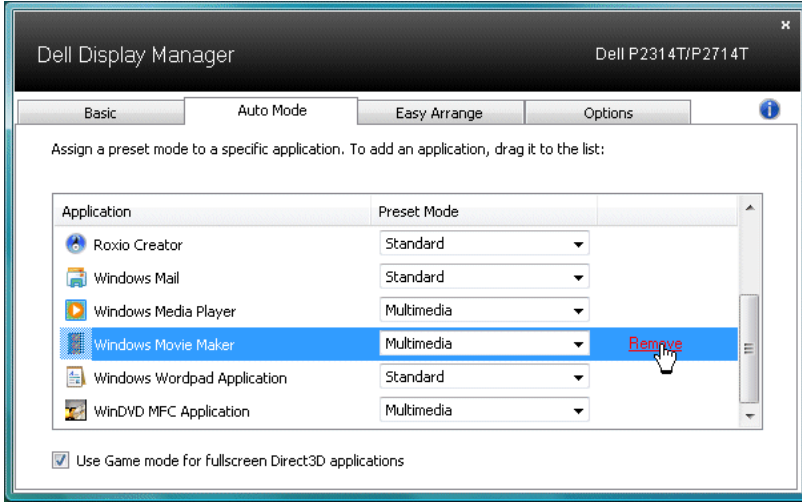 x
Dell Display Manager Dell P2314T/P2714T
Basic Auto Mode Easy Arrange Options i
Assign a preset mode to a specific application. To add an application, drag it to the list:
Application Preset Mode
Roxio Creator Standard
Windows Mail Standard
Windows Media Player Multimedia
Windows Movie Maker Multimedia Remove
Windows Wordpad Application Standard
WinDVD MFC Application Multimedia
Use Game mode for fullscreen Direct3D applications